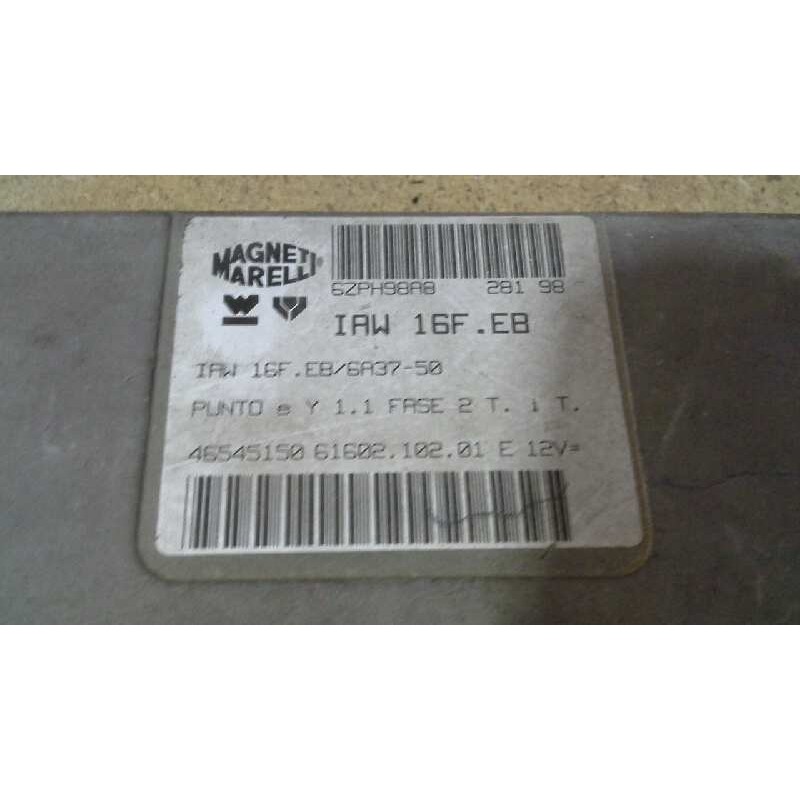 MAGNETI
MARELLI
6ZPH98A8 281 98
IAW 16F.EB
IAW 16F.EB/6A37-50
PUNTO e Y 1.1 FASE 2 T. i T.
46545150 61602.102.01 E 12V=